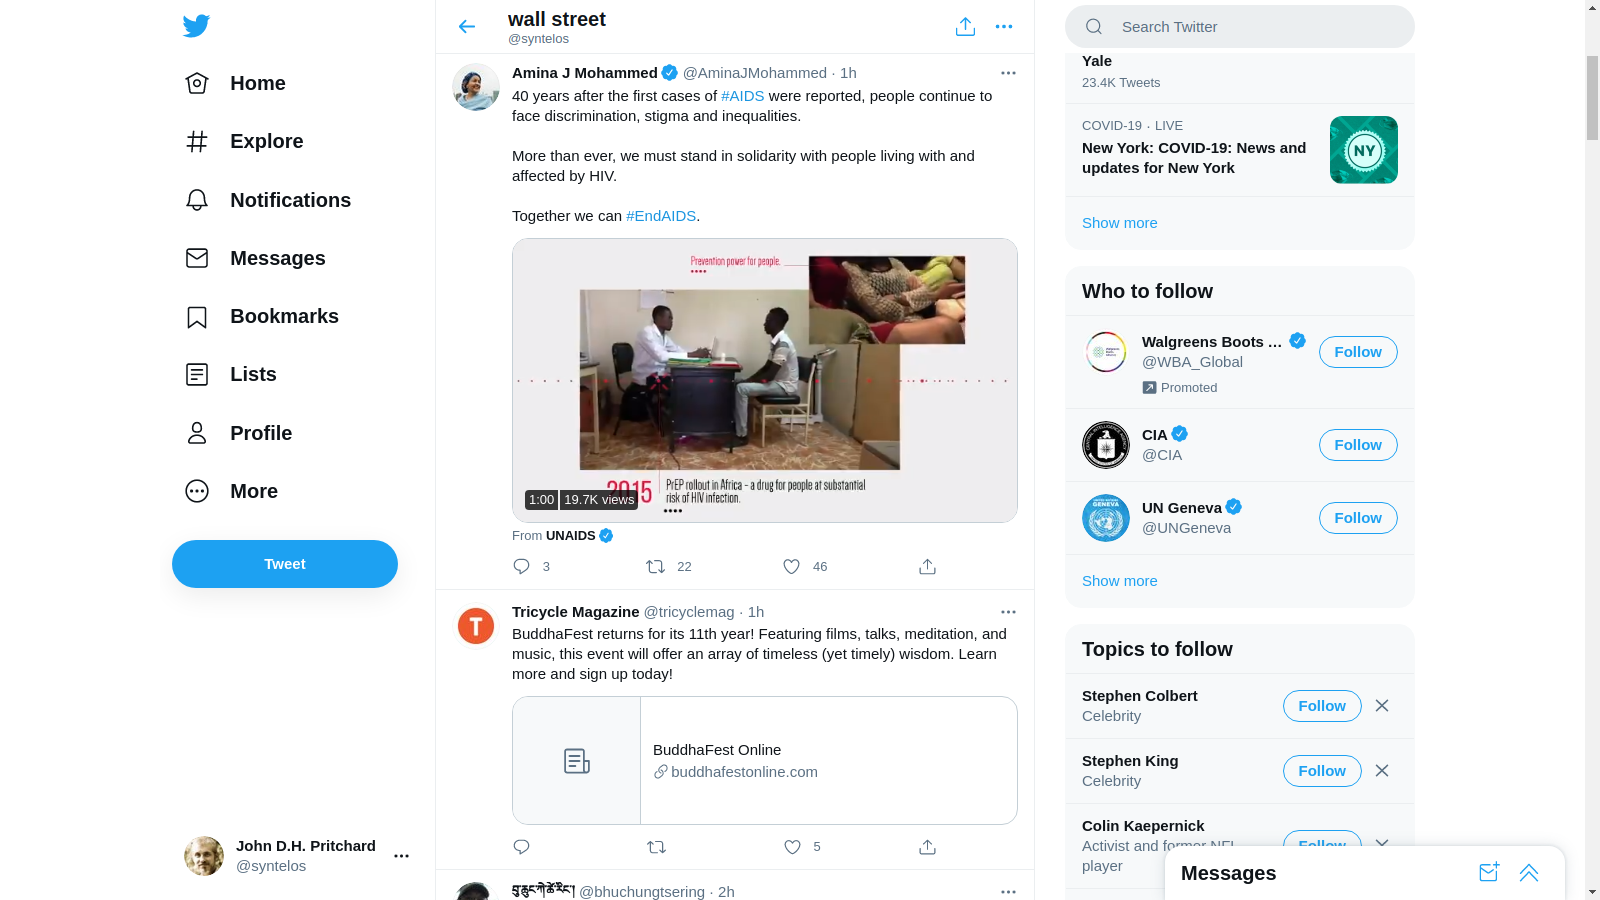 Home
Explore
Notifications
Messages
Bookmarks
Lists
Profile
More
Tweet
John D.H. Pritchard
@syntelos
wall street
@syntelos
Amina J Mohammed @AminaJMohammed · 1h
40 years after the first cases of #AIDS were reported, people continue to
face discrimination, stigma and inequalities.
More than ever, we must stand in solidarity with people living with and
affected by HIV.
Together we can #EndAIDS.
Prevention power for people.
2015
PrEP rollout in Africa - a drug for people at substantial
risk of HIV infection.
1:00 19.7K views
From UNAIDS
3 22 46
Tricycle Magazine @tricyclemag · 1h
BuddhaFest returns for its 11th year! Featuring films, talks, meditation, and
music, this event will offer an array of timeless (yet timely) wisdom. Learn
more and sign up today!
BuddhaFest Online
buddhafestonline.com
5
@bhuchungtsering · 2h
Search Twitter
Yale
23.4K Tweets
COVID-19 · LIVE
New York: COVID-19: News and
updates for New York
NY
Show more
Who to follow
Walgreens Boots ...
@WBA_Global
Promoted
Follow
CIA
@CIA
Follow
UN Geneva
@UNGeneva
Follow
GENEVA
Show more
Topics to follow
Stephen Colbert
Celebrity
Follow
Stephen King
Celebrity
Follow
Colin Kaepernick
Activist and former NFL
player
Follow
Messages